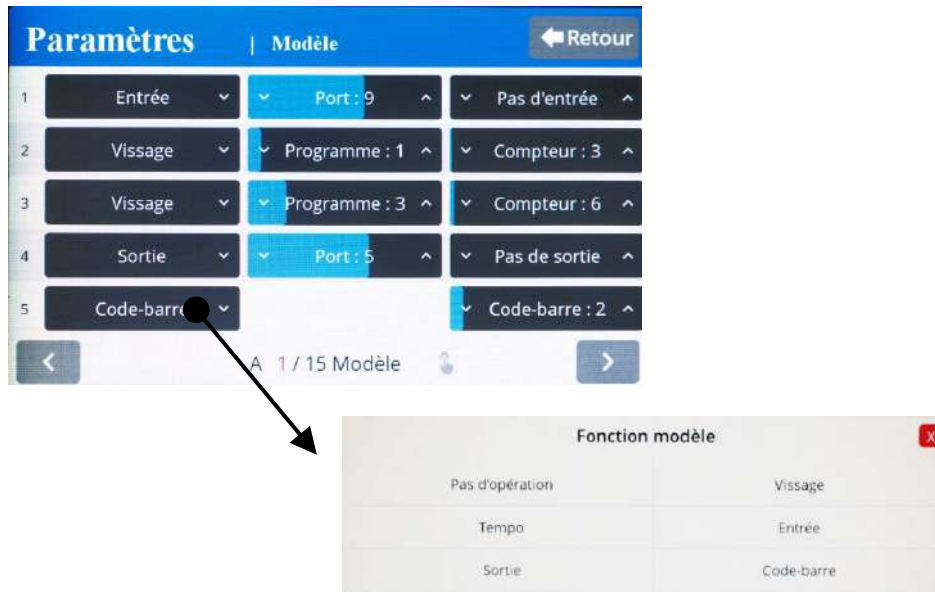 Paramètres | Modèle Retour
1 Entrée Port : 9 Pas d'entrée
2 Vissage Programme : 1 Compteur : 3
3 Vissage Programme : 3 Compteur : 6
4 Sortie Port : 5 Pas de sortie
5 Code-barre Code-barre : 2
A 1 / 15 Modèle
Fonction modèle X
Pas d'opération Vissage
Tempo Entrée
Sortie Code-barre